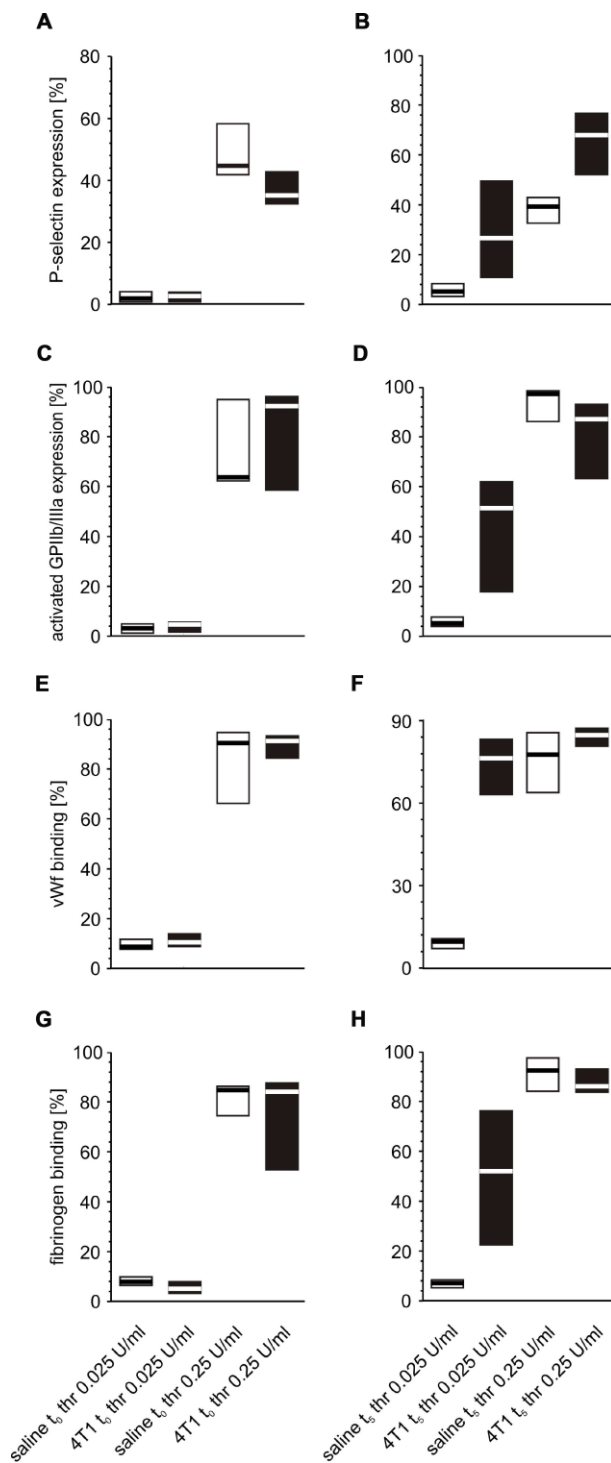 A
B
P-selectin expression [%]
80
60
40
20
0
100
80
60
40
20
0
C
D
activated GPIIb/IIIa expression [%]
100
80
60
40
20
0
100
80
60
40
20
0
E
F
vWf binding [%]
100
80
60
40
20
0
90
60
30
0
G
H
fibrinogen binding [%]
100
80
60
40
20
0
100
80
60
40
20
0
saline t₀ thr 0.025 U/ml
4T1 t₀ thr 0.025 U/ml
saline t₀ thr 0.25 U/ml
4T1 t₀ thr 0.25 U/ml
saline t₅ thr 0.025 U/ml
4T1 t₅ thr 0.025 U/ml
saline t₅ thr 0.25 U/ml
4T1 t₅ thr 0.25 U/ml